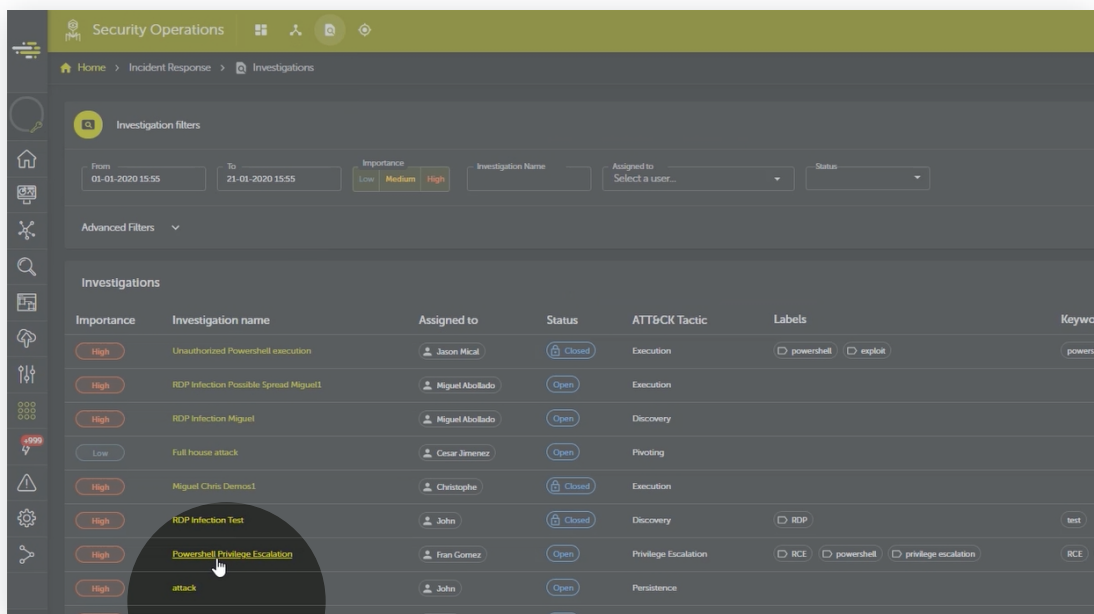 Security Operations
Home > Incident Response > Investigations
Investigation filters
From To Importance Investigation Name Assigned to Status
01-01-2020 15:55 21-01-2020 15:55 Low Medium High Select a user...
Advanced Filters
Investigations
Importance Investigation name Assigned to Status ATT&CK Tactic Labels Keywo
High Unauthorized Powershell execution Jason Mical Closed Execution powershell exploit powers
High RDP Infection Possible Spread Miguel1 Miguel Abollado Open Execution
High RDP Infection Miguel Miguel Abollado Open Discovery
+999
Low Full house attack Cesar Jimenez Open Pivoting
High Miguel Chris Demos1 Christophe Closed Execution
High RDP Infection Test John Closed Discovery RDP test
High Powershell Privilege Escalation Fran Gomez Open Privilege Escalation RCE powershell privilege escalation RCE
High attack John Open Persistence